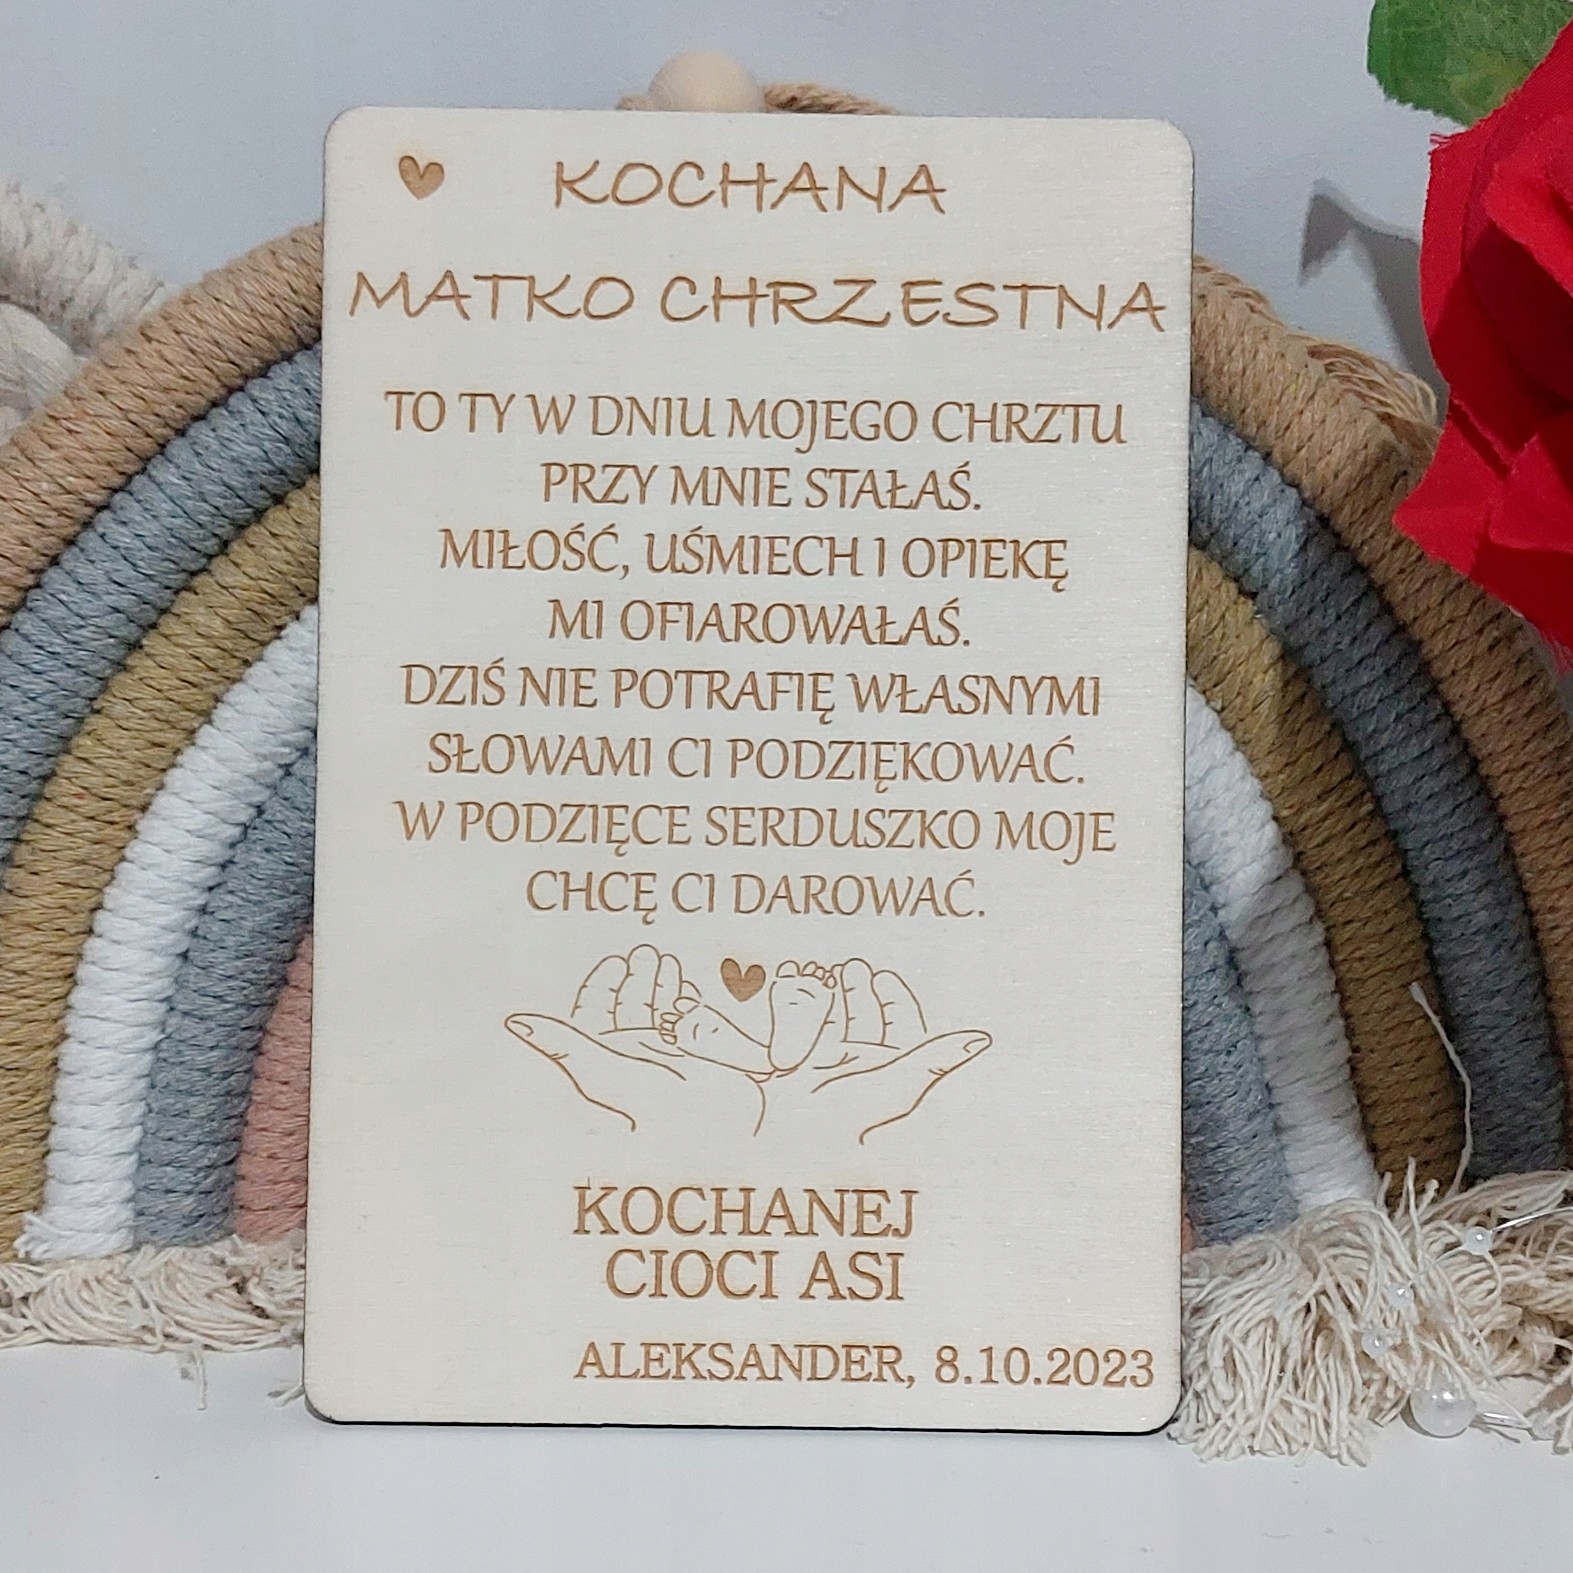 KOCHANA
MATKO CHRZESTNA
TO TY W DNIU MOJEGO CHRZTU
PRZY MNIE STAŁAŚ.
MIŁOŚĆ, UŚMIECH I OPIEKĘ
MI OFIAROWAŁAŚ.
DZIŚ NIE POTRAFIĘ WŁASNYMI
SŁOWAMI CI PODZIĘKOWAĆ.
W PODZIĘCE SERDUSZKO MOJE
CHCĘ CI DAROWAĆ.
KOCHANEJ
CIOCI ASI
ALEKSANDER, 8.10.2023